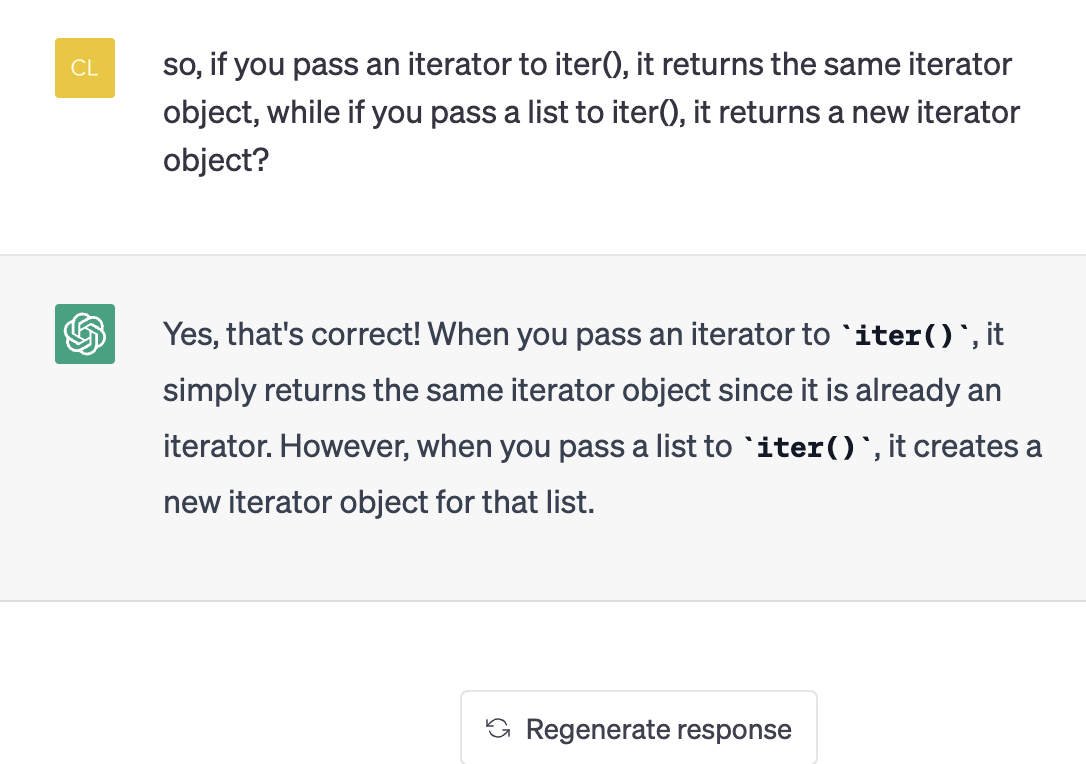 CL
so, if you pass an iterator to iter(), it returns the same iterator
object, while if you pass a list to iter(), it returns a new iterator
object?
Yes, that's correct! When you pass an iterator to `iter()`, it
simply returns the same iterator object since it is already an
iterator. However, when you pass a list to `iter()`, it creates a
new iterator object for that list.
Regenerate response